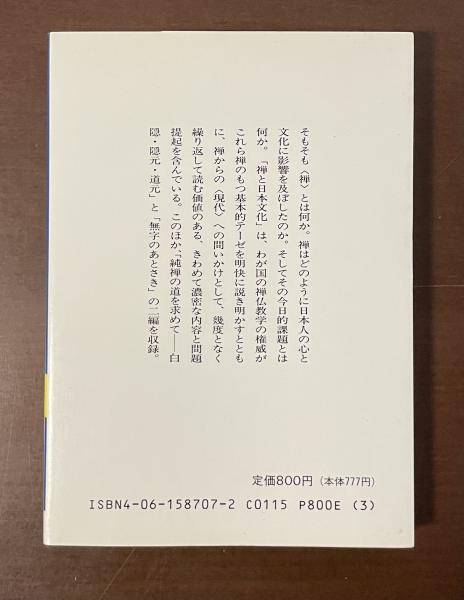 そもそも〈禅〉とは何か。禅はどのように日本人の心と
文化に影響を及ぼしたのか。そしてその今日的課題とは
何か。「禅と日本文化」は、わが国の禅仏教学の権威が
これら禅のもつ基本的テーゼを明快に説き明かすととも
に、禅からの〈現代〉への問いかけとして、幾度となく
繰り返して読む価値のある、きわめて濃密な内容と問題
提起を含んでいる。このほか、「純禅の道を求めて――白
隠・隠元・道元」と「無字のあとさき」の二編を収録。
定価800円（本体777円）
ISBN4-06-158707-2 C0115 P800E (3)